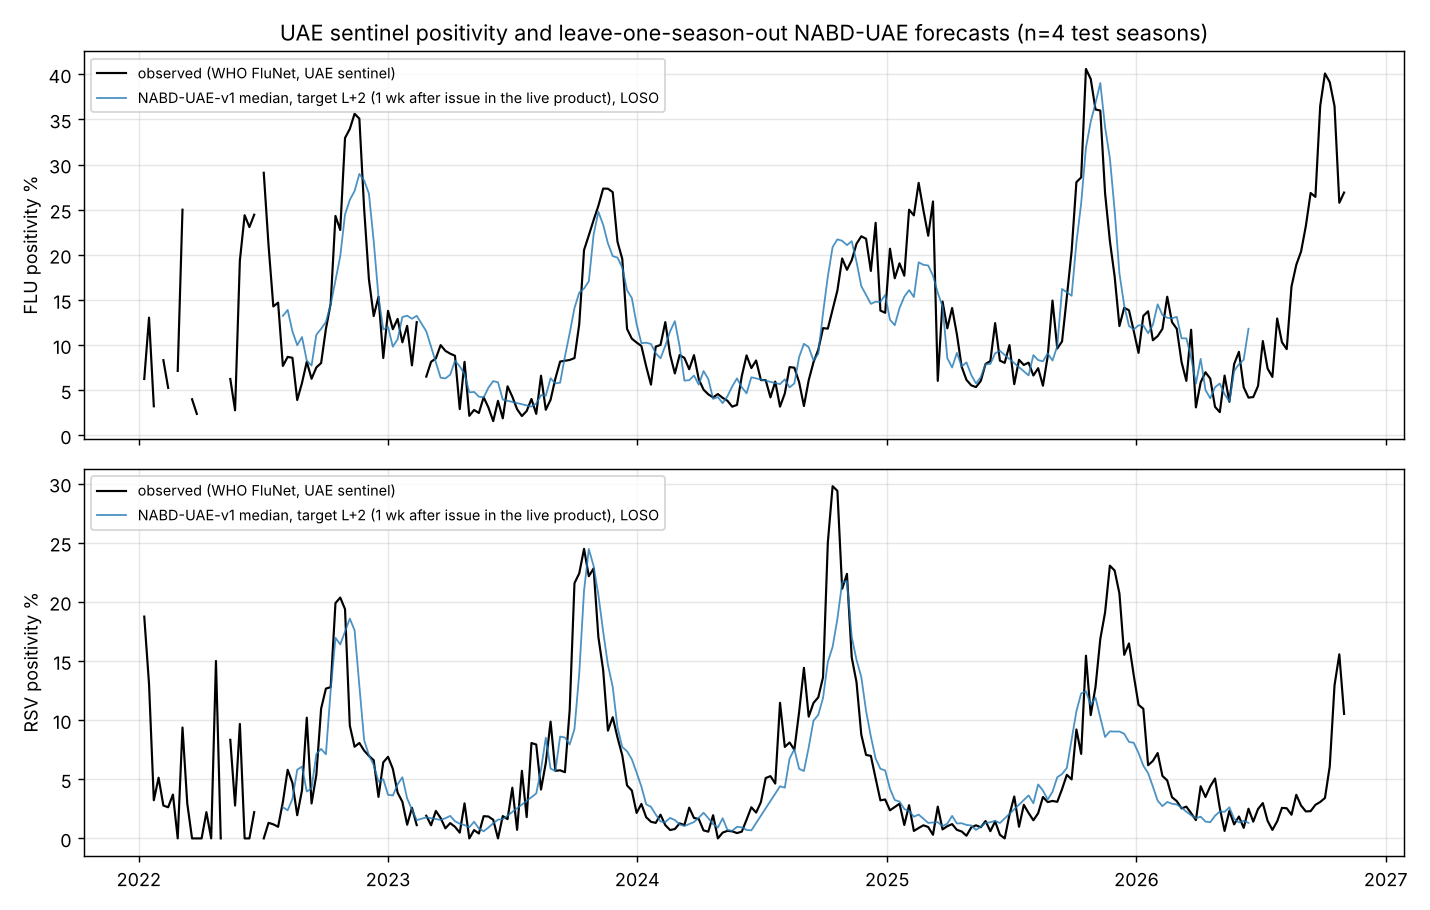 UAE sentinel positivity and leave-one-season-out NABD-UAE forecasts (n=4 test seasons)
observed (WHO FluNet, UAE sentinel)
NABD-UAE-v1 median, target L+2 (1 wk after issue in the live product), LOSO
FLU positivity %
40
35
30
25
20
15
10
5
0
observed (WHO FluNet, UAE sentinel)
NABD-UAE-v1 median, target L+2 (1 wk after issue in the live product), LOSO
RSV positivity %
30
25
20
15
10
5
0
2022 2023 2024 2025 2026 2027